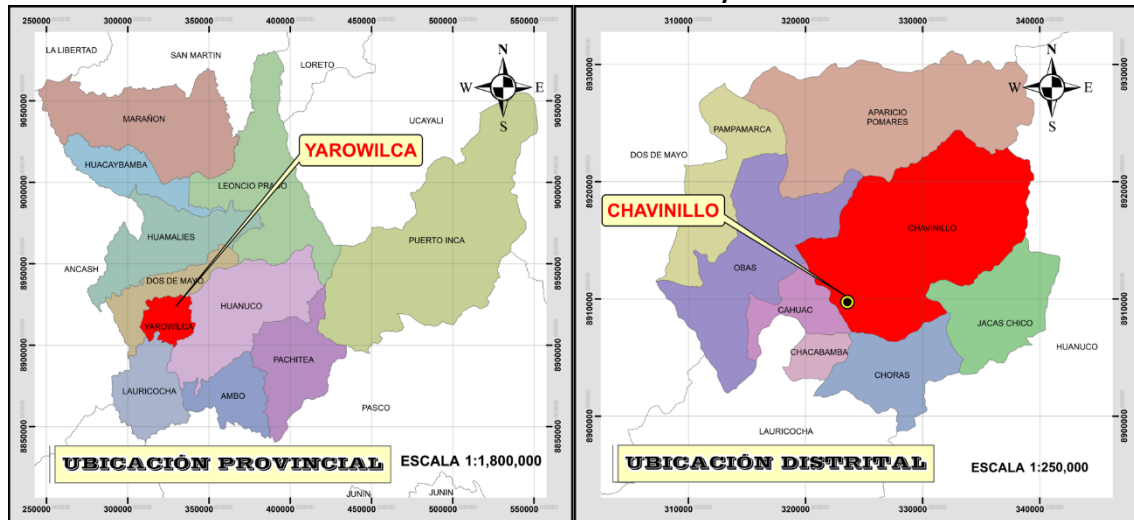 250000 300000 350000 400000 450000 500000 550000
LA LIBERTAD
SAN MARTIN
LORETO
N
W E
S
9050000
9050000
MARAÑON
UCAYALI
YAROWILCA
HUACAYBAMBA
LEONCIO PRADO
9000000
9000000
HUAMALIES
PUERTO INCA
ANCASH
DOS DE MAYO
8950000
8950000
HUANUCO
YAROWILCA
8900000
8900000
PACHITEA
LAURICOCHA
AMBO
PASCO
8850000
8850000
UBICACIÓN PROVINCIAL
ESCALA 1:1,800,000
JUNÍN
JUNIN
250000 300000 350000 400000 450000 500000 550000
310000 320000 330000 340000
N
W E
S
8930000
8930000
APARICIO
POMARES
PAMPAMARCA
DOS DE MAYO
8920000
8920000
CHAVINILLO
CHAVINILLO
OBAS
8910000
8910000
CAHUAC
JACAS CHICO
CHACABAMBA
HUANUCO
CHORAS
8900000
8900000
LAURICOCHA
UBICACIÓN DISTRITAL
ESCALA 1:250,000
310000 320000 330000 340000